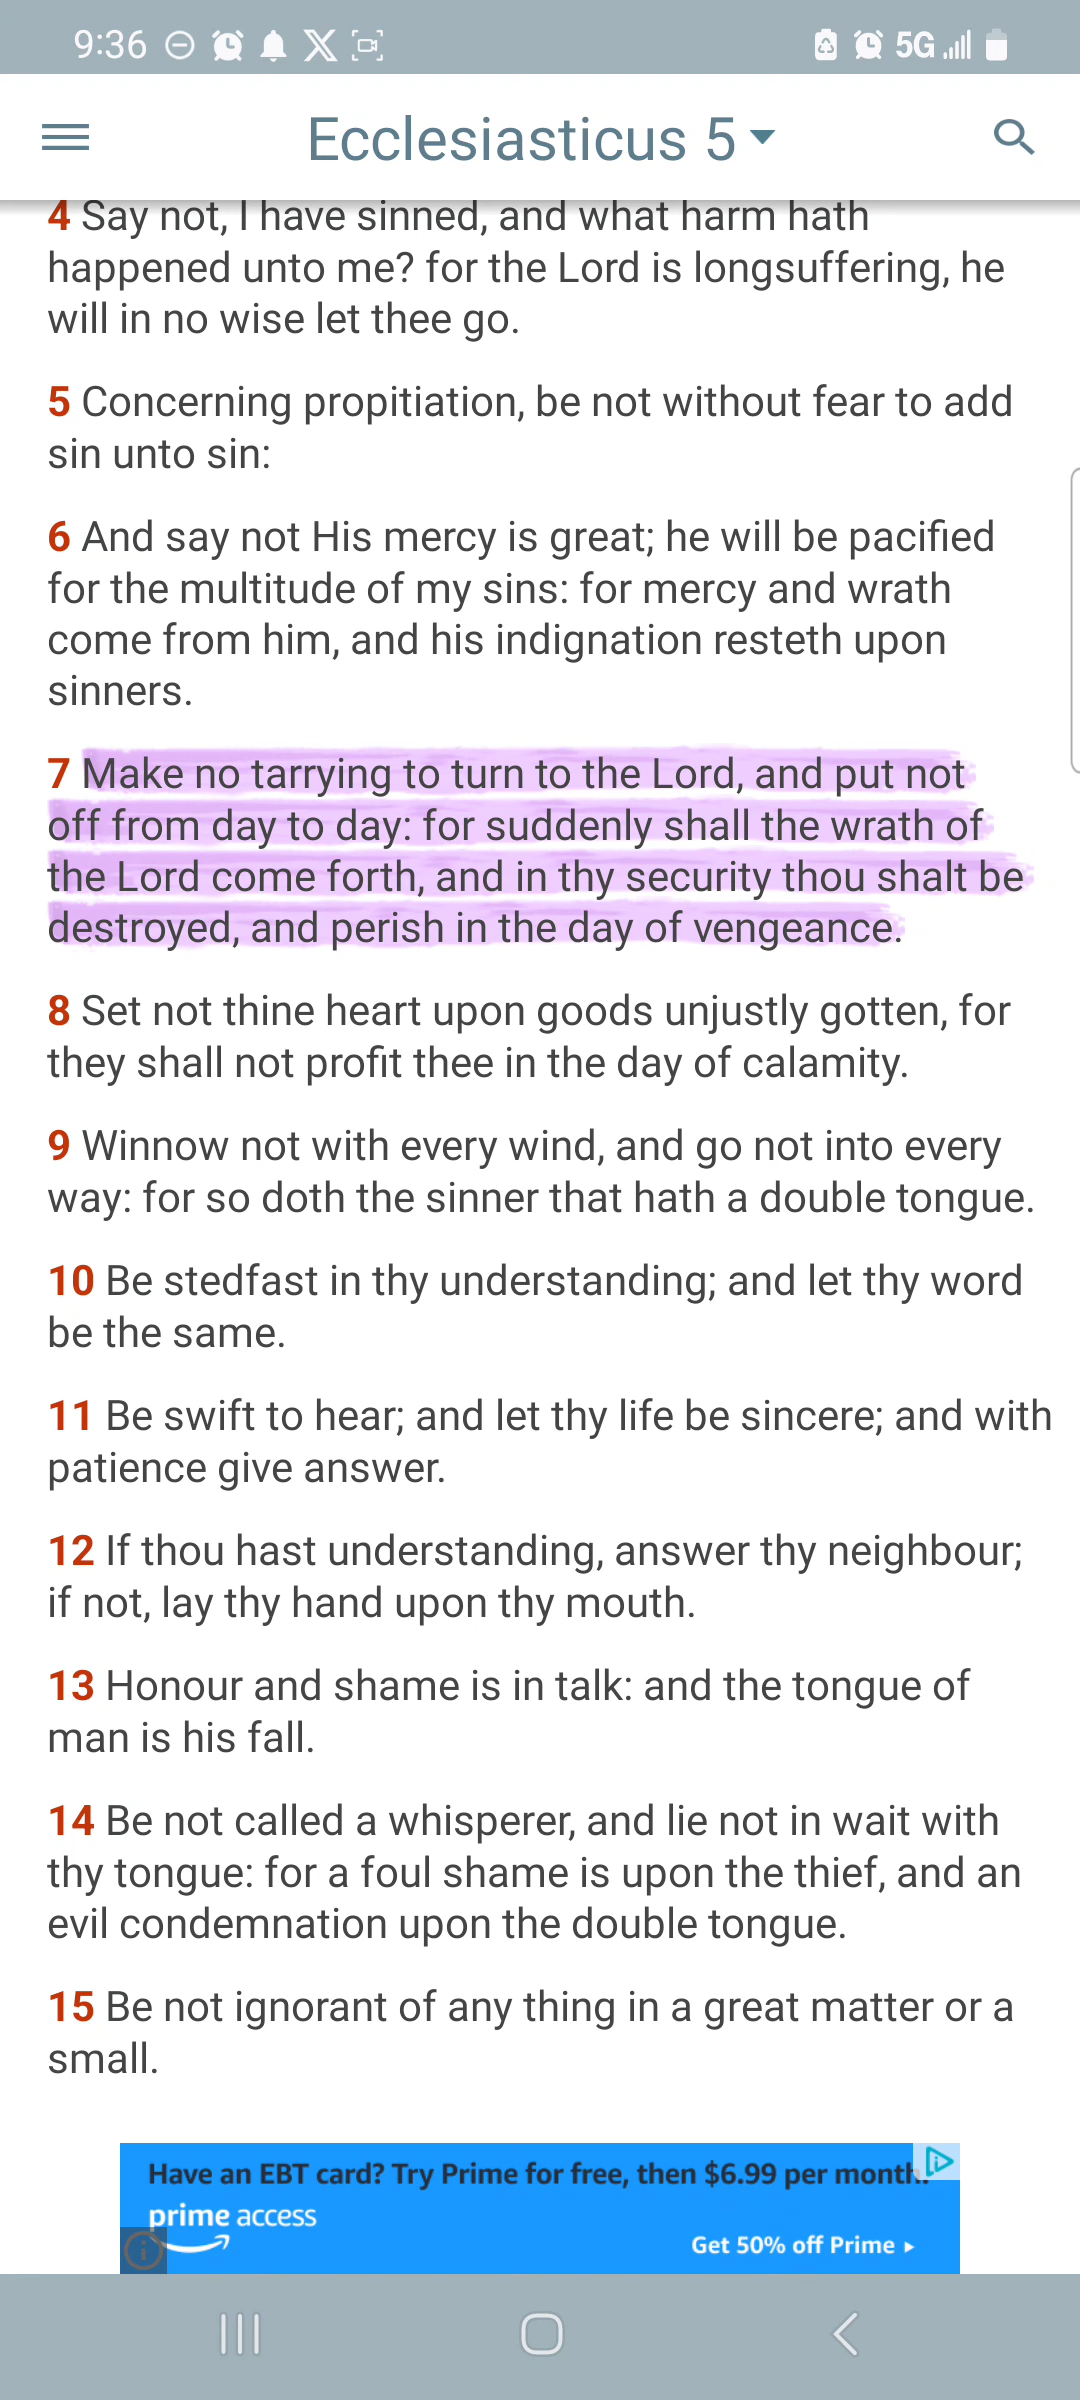 9:36
5G
Ecclesiasticus 5
4 Say not, I have sinned, and what harm hath
happened unto me? for the Lord is longsuffering, he
will in no wise let thee go.
5 Concerning propitiation, be not without fear to add
sin unto sin:
6 And say not His mercy is great; he will be pacified
for the multitude of my sins: for mercy and wrath
come from him, and his indignation resteth upon
sinners.
7 Make no tarrying to turn to the Lord, and put not
off from day to day: for suddenly shall the wrath of
the Lord come forth, and in thy security thou shalt be
destroyed, and perish in the day of vengeance.
8 Set not thine heart upon goods unjustly gotten, for
they shall not profit thee in the day of calamity.
9 Winnow not with every wind, and go not into every
way: for so doth the sinner that hath a double tongue.
10 Be stedfast in thy understanding; and let thy word
be the same.
11 Be swift to hear; and let thy life be sincere; and with
patience give answer.
12 If thou hast understanding, answer thy neighbour;
if not, lay thy hand upon thy mouth.
13 Honour and shame is in talk: and the tongue of
man is his fall.
14 Be not called a whisperer, and lie not in wait with
thy tongue: for a foul shame is upon the thief, and an
evil condemnation upon the double tongue.
15 Be not ignorant of any thing in a great matter or a
small.
Have an EBT card? Try Prime for free, then $6.99 per month.
prime access
Get 50% off Prime